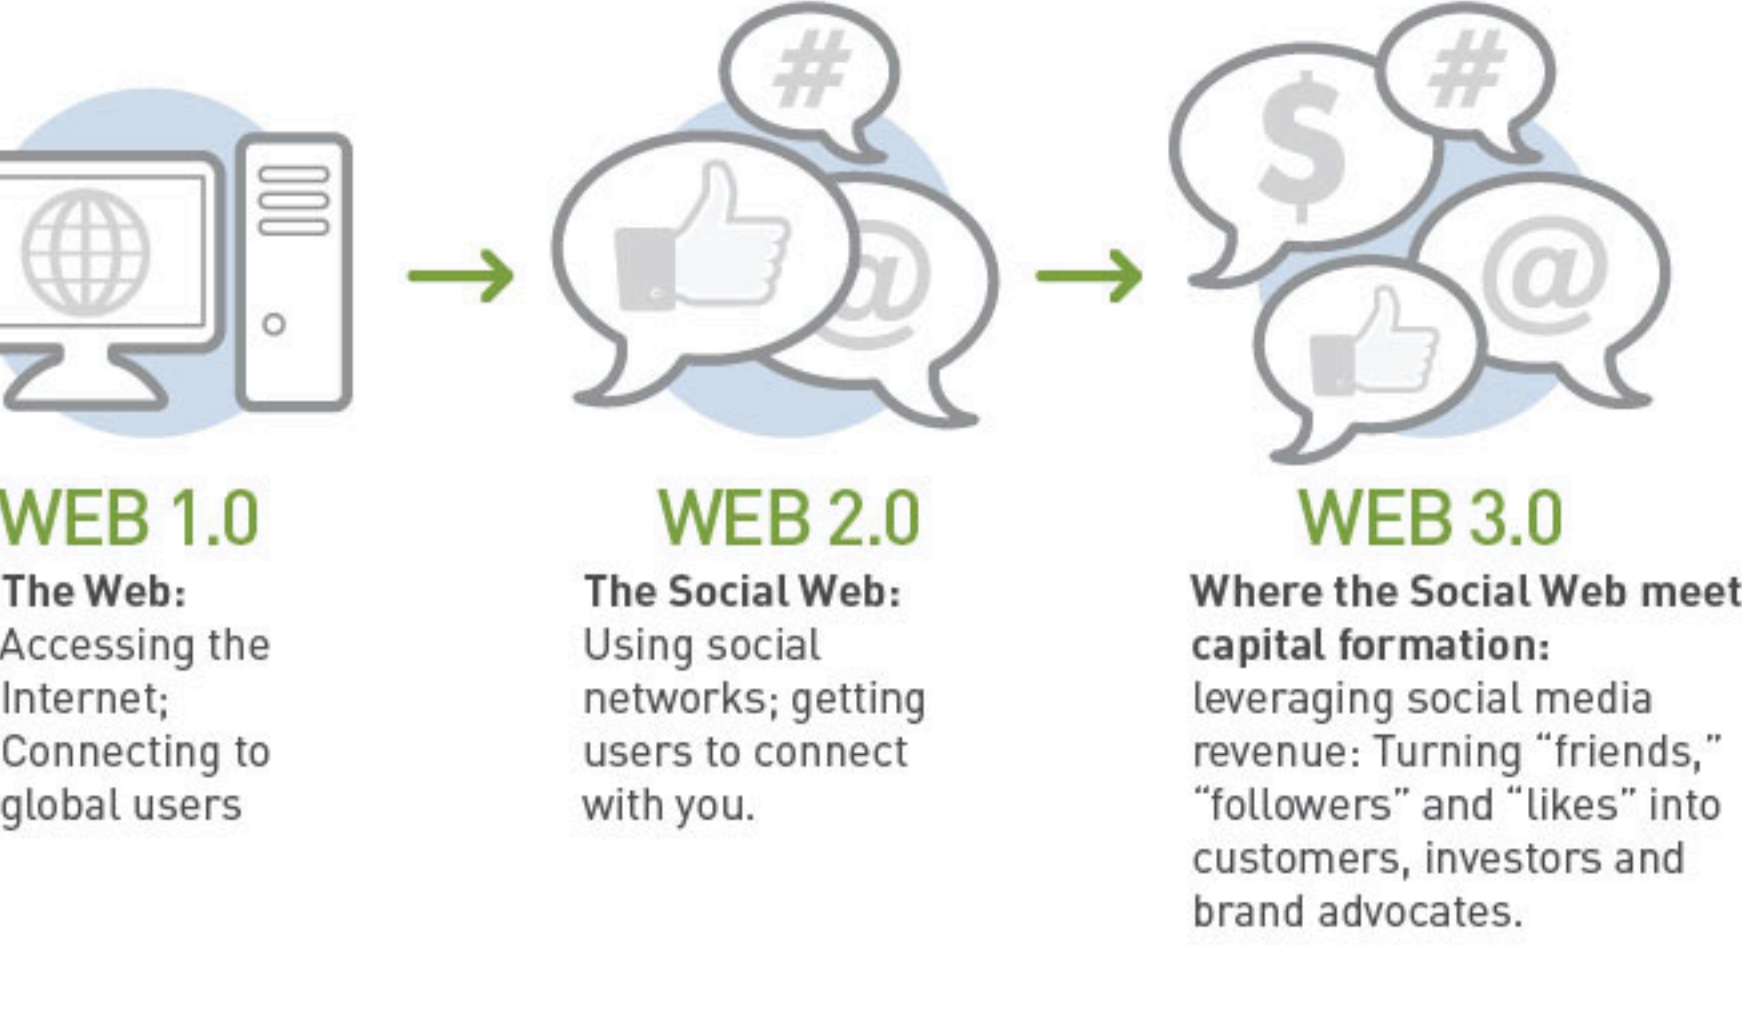 #
@
$
#
@
WEB 1.0
The Web:
Accessing the
Internet;
Connecting to
global users
WEB 2.0
The Social Web:
Using social
networks; getting
users to connect
with you.
WEB 3.0
Where the Social Web meet
capital formation:
leveraging social media
revenue: Turning “friends,”
“followers” and “likes” into
customers, investors and
brand advocates.